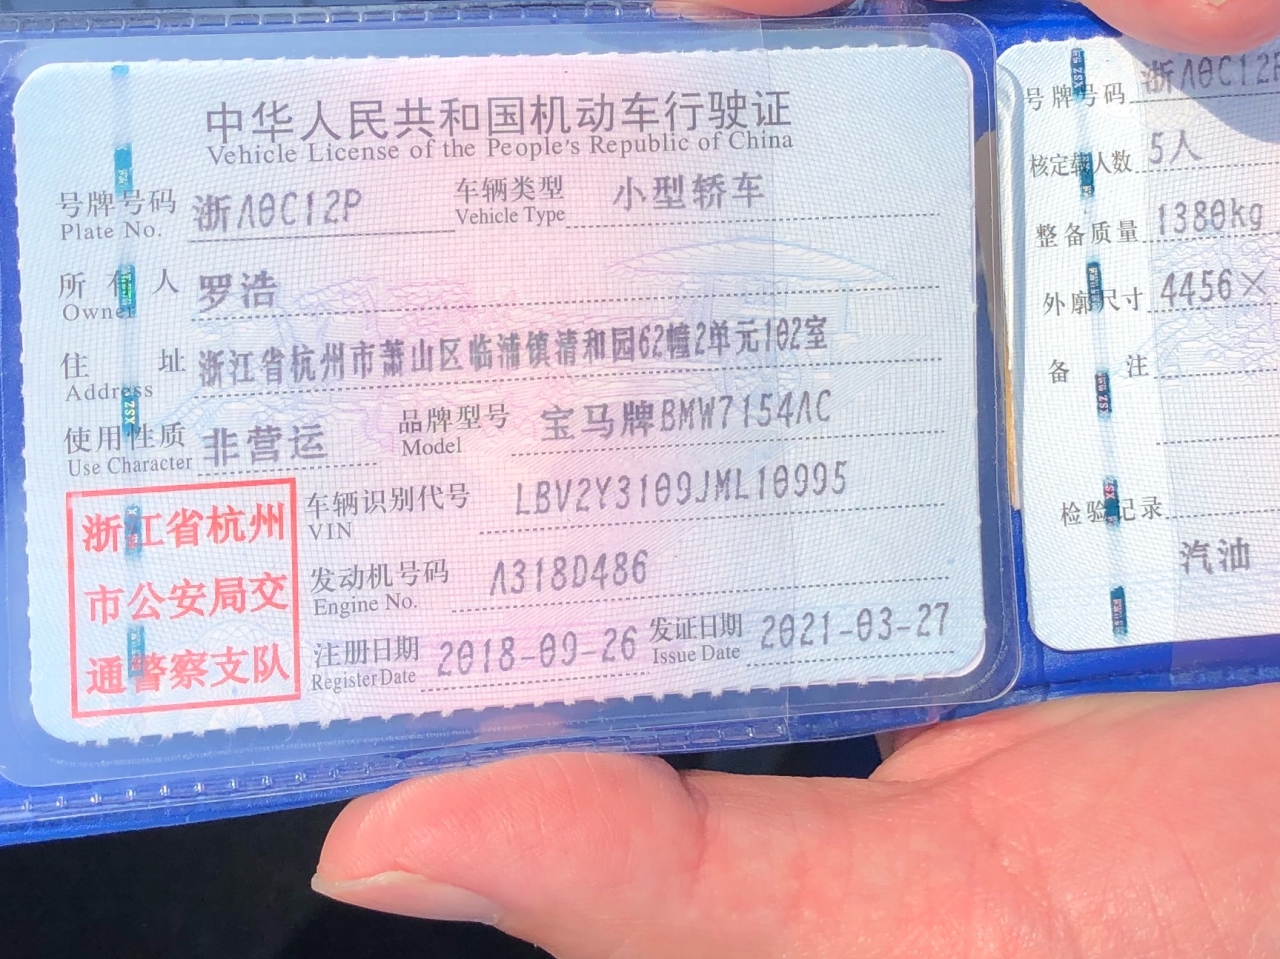 中华人民共和国机动车行驶证
Vehicle License of the People's Republic of China
号牌号码 浙A0C12P 车辆类型 小型轿车
Plate No. Vehicle Type
所有人 罗浩
Owner
住址 浙江省杭州市萧山区临浦镇清和园62幢2单元102室
Address
使用性质 非营运 品牌型号 宝马牌BMW7154AC
Use Character Model
车辆识别代号 LBV2Y3109JML10995
VIN
发动机号码 A318D486
Engine No.
注册日期 2018-09-26 发证日期 2021-03-27
Register Date Issue Date
浙江省杭州
市公安局交
通警察支队
号牌号码 浙A0C12P
核定载人数 5人
整备质量 1380kg
外廓尺寸 4456×
备注
检验记录
汽油